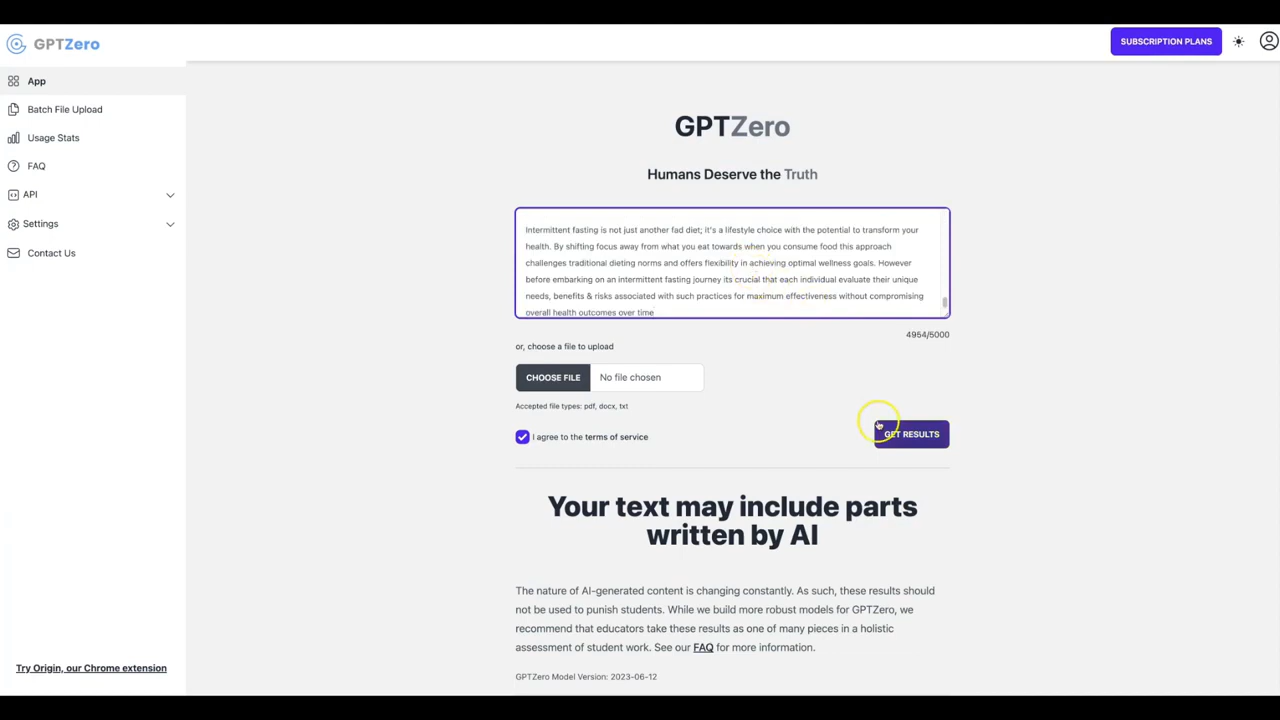 GPTZero
SUBSCRIPTION PLANS
App
Batch File Upload
Usage Stats
FAQ
API
Settings
Contact Us
Try Origin, our Chrome extension
GPTZero
Humans Deserve the Truth
Intermittent fasting is not just another fad diet; it's a lifestyle choice with the potential to transform your
health. By shifting focus away from what you eat towards when you consume food this approach
challenges traditional dieting norms and offers flexibility in achieving optimal wellness goals. However
before embarking on an intermittent fasting journey its crucial that each individual evaluate their unique
needs, benefits & risks associated with such practices for maximum effectiveness without compromising
overall health outcomes over time
4954/5000
or, choose a file to upload
CHOOSE FILE No file chosen
Accepted file types: pdf, docx, txt
I agree to the terms of service
GET RESULTS
Your text may include parts
written by AI
The nature of AI-generated content is changing constantly. As such, these results should
not be used to punish students. While we build more robust models for GPTZero, we
recommend that educators take these results as one of many pieces in a holistic
assessment of student work. See our FAQ for more information.
GPTZero Model Version: 2023-06-12